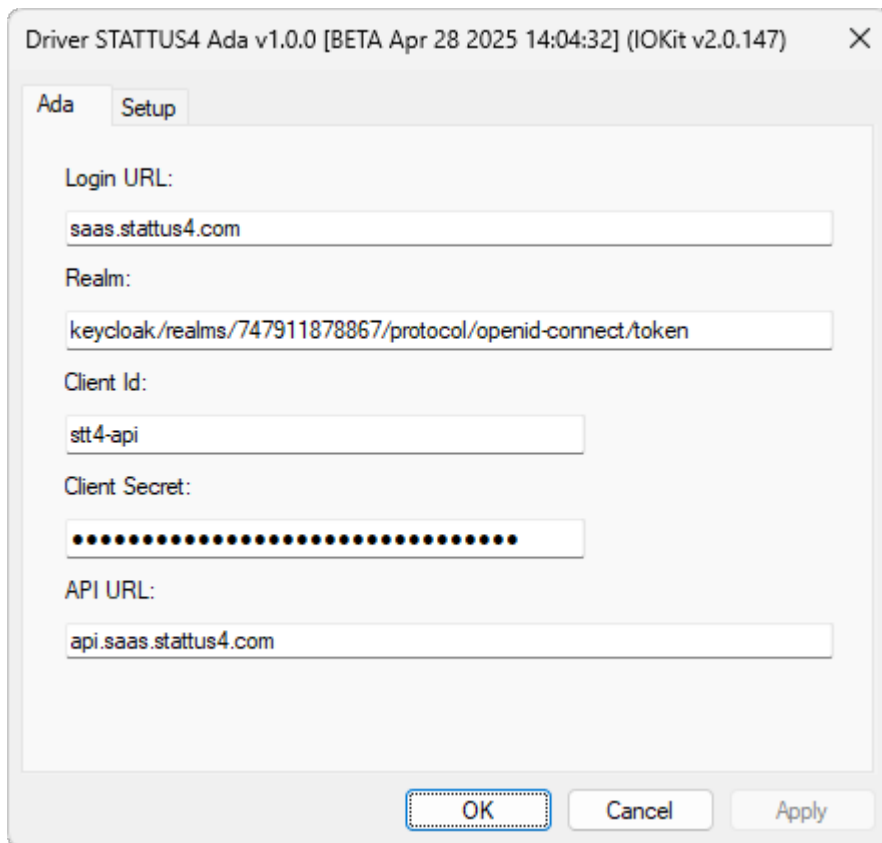 Driver STATTUS4 Ada v1.0.0 [BETA Apr 28 2025 14:04:32] (IOKit v2.0.147)
Ada Setup
Login URL:
saas.stattus4.com
Realm:
keycloak/realms/747911878867/protocol/openid-connect/token
Client Id:
stt4-api
Client Secret:
●●●●●●●●●●●●●●●●●●●●●●●●●●●●●●●●
API URL:
api.saas.stattus4.com
OK Cancel Apply